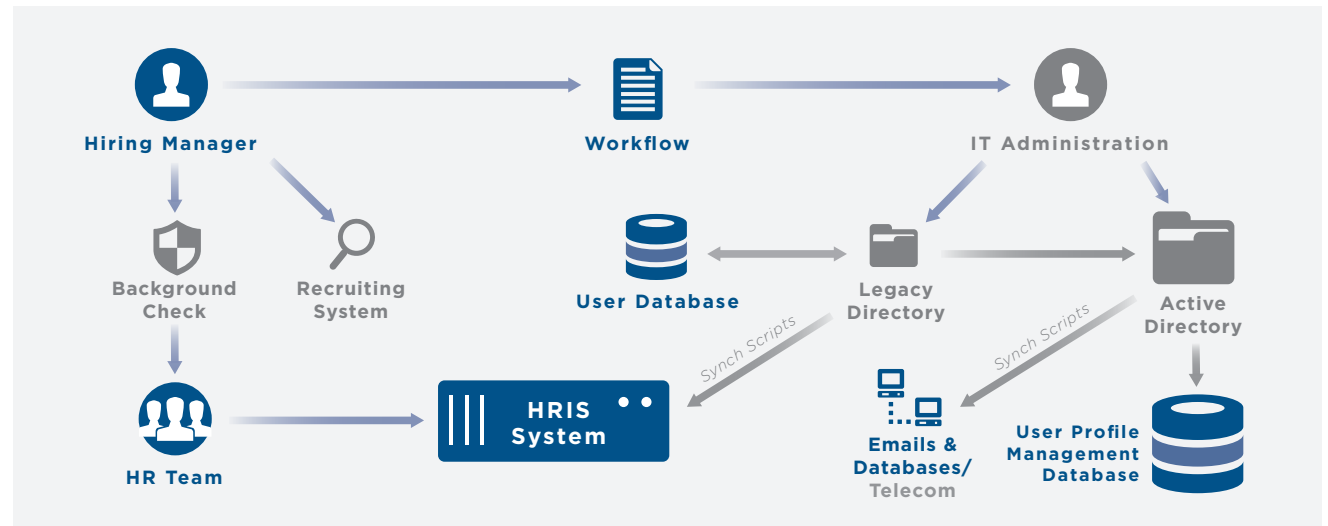 Hiring Manager
Workflow
IT Administration
Background
Check
Recruiting
System
User Database
Legacy
Directory
Active
Directory
Synch Scripts
Synch Scripts
HR Team
HRIS
System
Emails &
Databases/
Telecom
User Profile
Management
Database